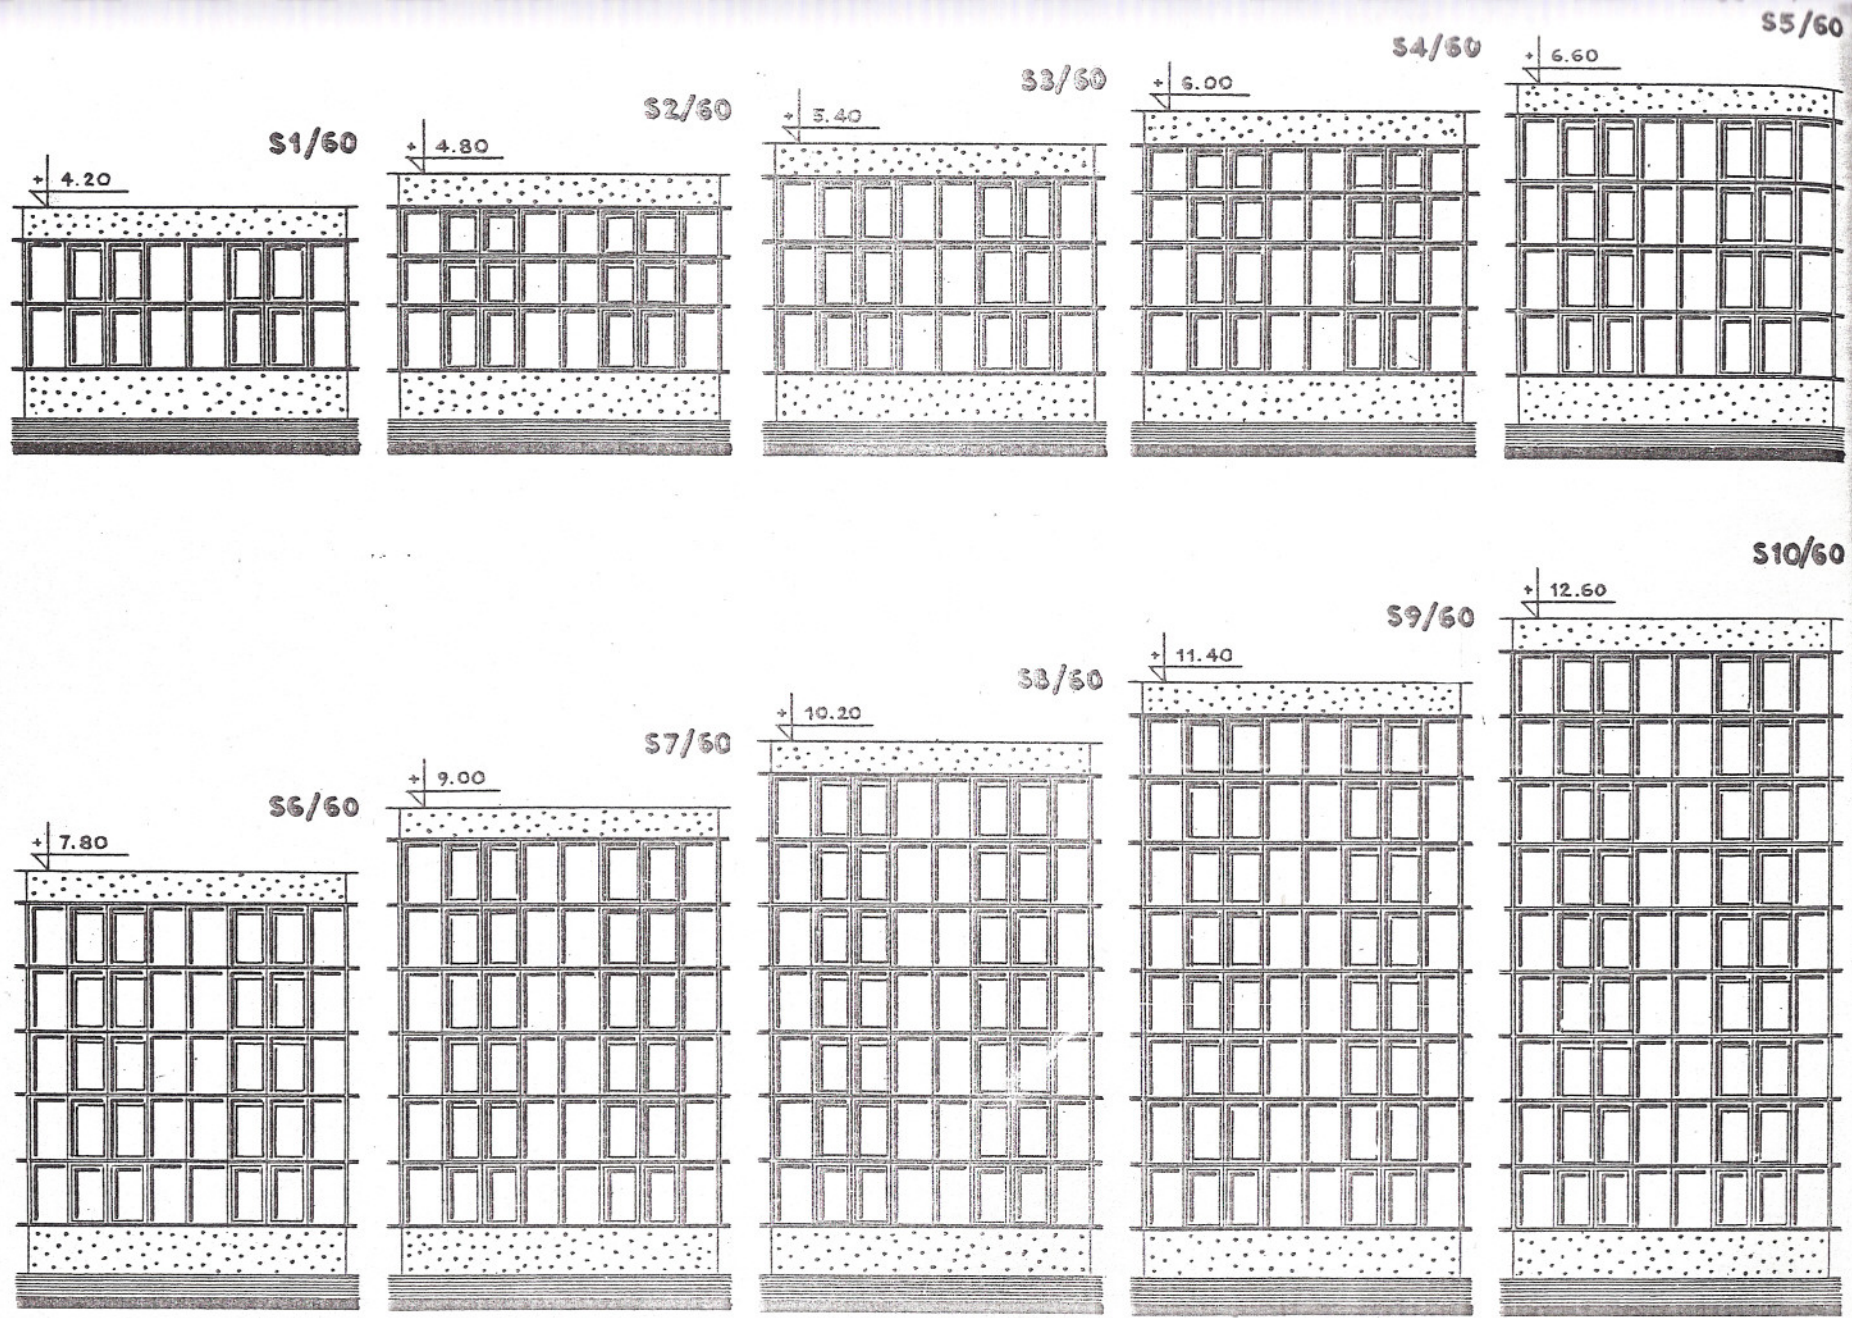 S1/60
+ 4.20
S2/60
+ 4.80
S3/60
+ 5.40
S4/60
+ 6.00
S5/60
+ 6.60
S6/60
+ 7.80
S7/60
+ 9.00
S8/60
+ 10.20
S9/60
+ 11.40
S10/60
+ 12.60